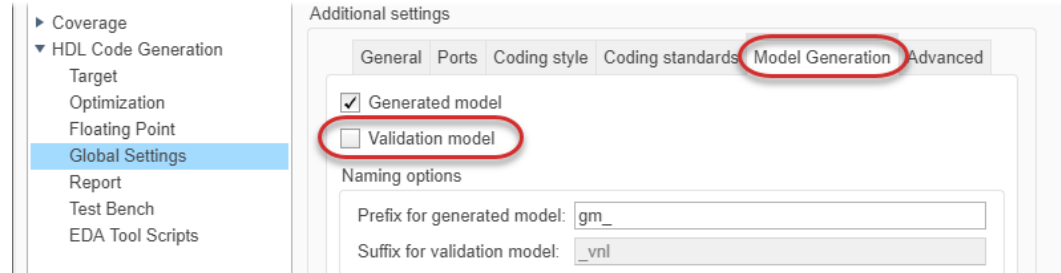 Coverage
HDL Code Generation
Target
Optimization
Floating Point
Global Settings
Report
Test Bench
EDA Tool Scripts
Additional settings
General Ports Coding style Coding standards Model Generation Advanced
Generated model
Validation model
Naming options
Prefix for generated model: gm_
Suffix for validation model: _vnl